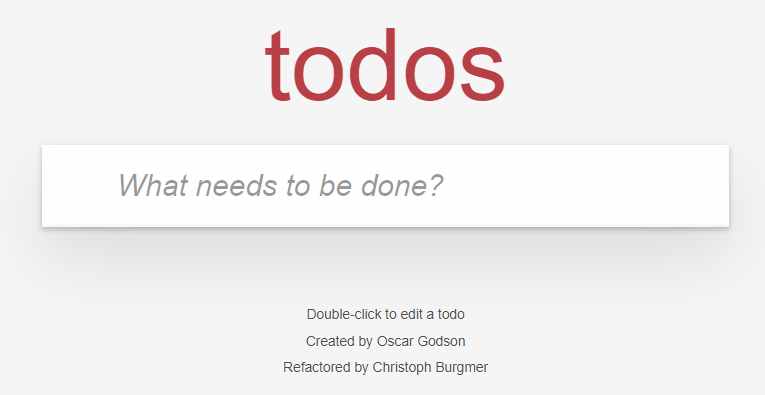 todos
What needs to be done?
Double-click to edit a todo
Created by Oscar Godson
Refactored by Christoph Burgmer